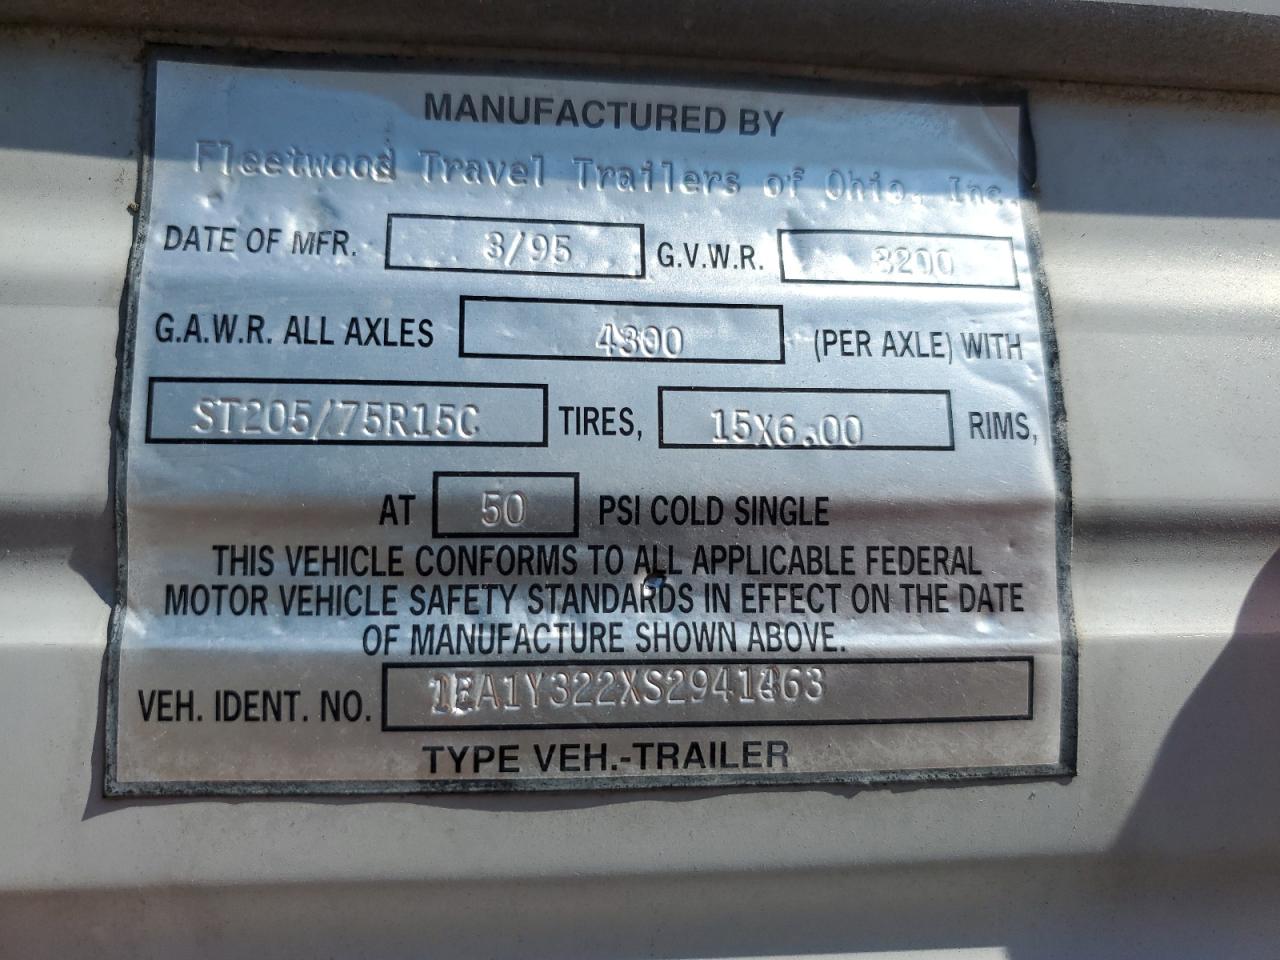 MANUFACTURED BY
Fleetwood Travel Trailers of Ohio, Inc.
DATE OF MFR. 3/95 G.V.W.R.
G.A.W.R. ALL AXLES 4300 (PER AXLE) WITH
ST205/75R15C TIRES, 15X6.00 RIMS,
AT 50 PSI COLD SINGLE
THIS VEHICLE CONFORMS TO ALL APPLICABLE FEDERAL
MOTOR VEHICLE SAFETY STANDARDS IN EFFECT ON THE DATE
OF MANUFACTURE SHOWN ABOVE.
VEH. IDENT. NO.
TYPE VEH.-TRAILER